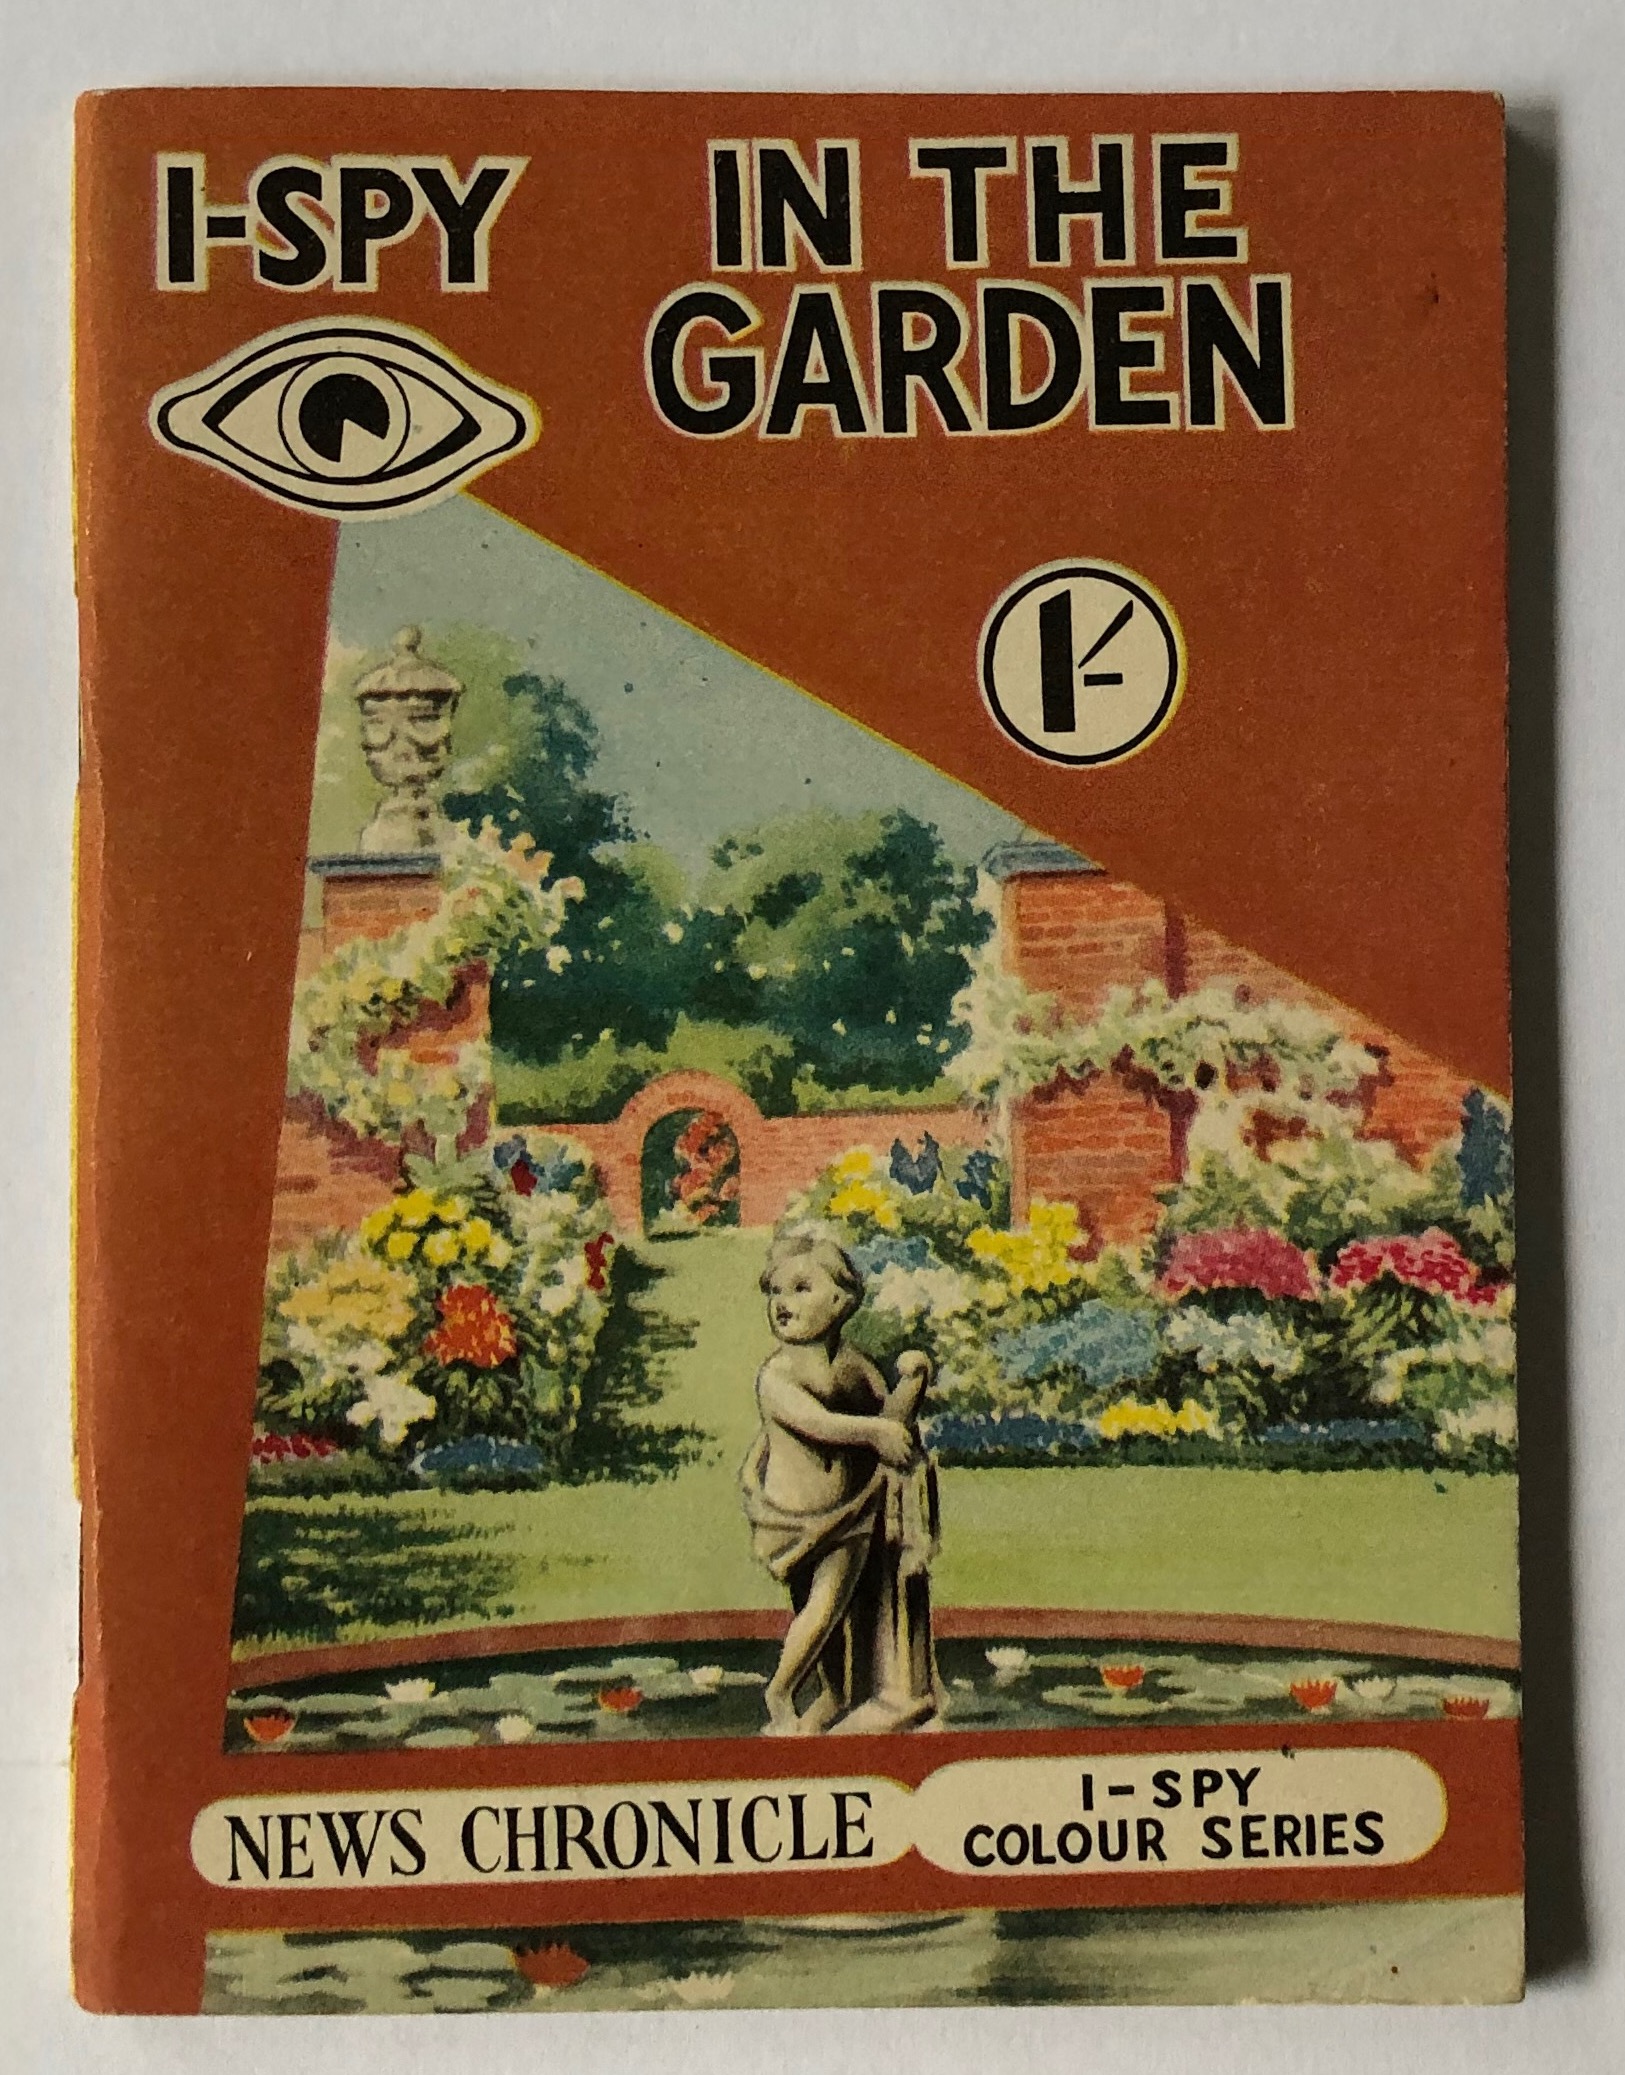 I-SPY
IN THE
GARDEN
1/-
NEWS CHRONICLE
I-SPY
COLOUR SERIES